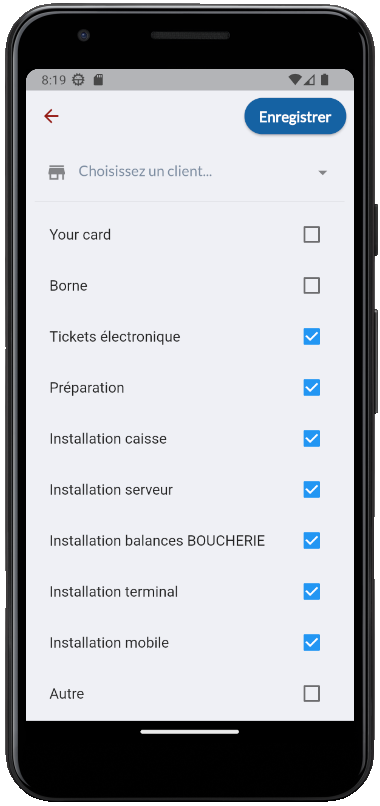 8:19
Enregistrer
Choisissez un client...
Your card
Borne
Tickets électronique
Préparation
Installation caisse
Installation serveur
Installation balances BOUCHERIE
Installation terminal
Installation mobile
Autre